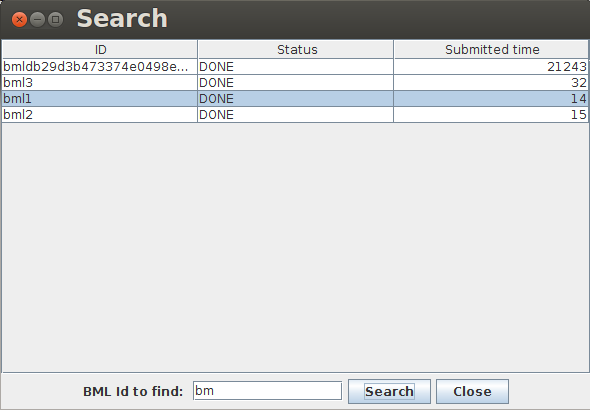 Search
ID Status Submitted time
bmldb29d3b473374e0498e... DONE 21243
bml3 DONE 32
bml1 DONE 14
bml2 DONE 15
BML Id to find: bm Search Close